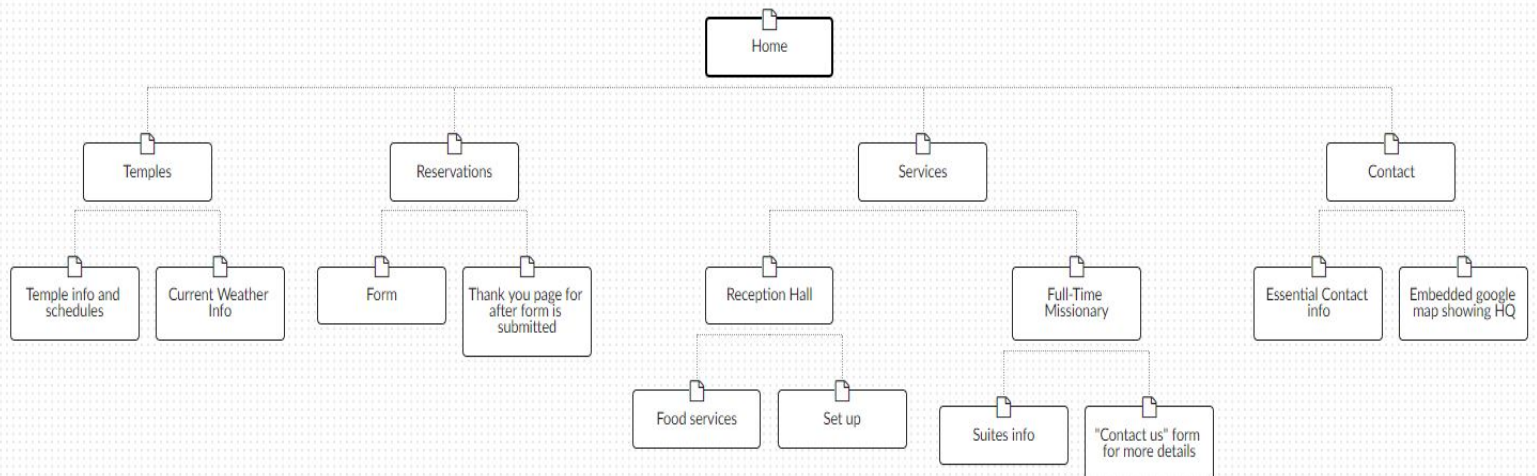 Home
Temples
Reservations
Services
Contact
Temple info and
schedules
Current Weather
Info
Form
Thank you page for
after form is
submitted
Reception Hall
Full-Time
Missionary
Essential Contact
info
Embedded google
map showing HQ
Food services
Set up
Suites info
"Contact us" form
for more details